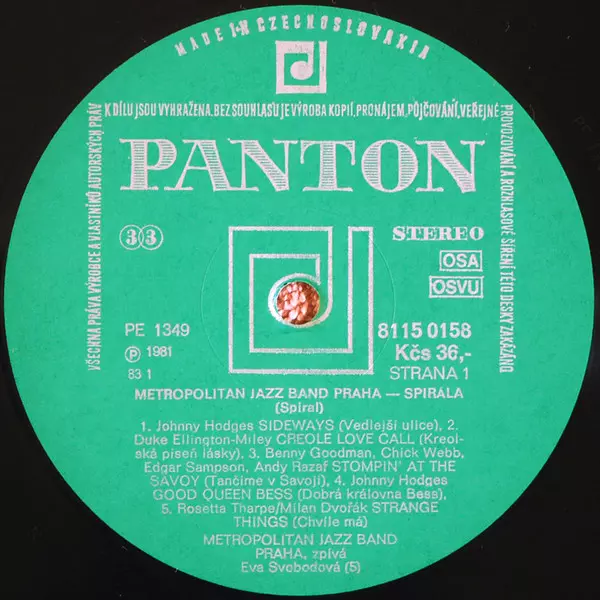 MADE IN CZECHOSLOVAKIA
VŠECHNA PRÁVA VÝROBCE A VLASTNÍKŮ AUTORSKÝCH PRÁV
K DÍLU JSOU VYHRAŽENA. BEZ SOUHLASU JE VÝROBA KOPIÍ, PRONÁJEM, PŮJČOVÁNÍ, VEŘEJNÉ
PROVOZOVÁNÍ A ROZHLASOVÉ ŠÍŘENÍ TÉTO DESKY ZAKÁZÁNO
PANTON
33
STEREO
OSA
OSVU
PE 1349
8115 0158
℗ 1981
Kčs 36,-
83 1
STRANA 1
METROPOLITAN JAZZ BAND PRAHA — SPIRÁLA
(Spiral)
1. Johnny Hodges SIDEWAYS (Vedlejší ulice), 2.
Duke Ellington-Miley CREOLE LOVE CALL (Kreol-
ská píseň lásky), 3. Benny Goodman, Chick Webb,
Edgar Sampson, Andy Razaf STOMPIN' AT THE
SAVOY (Tančíme v Savoji), 4. Johnny Hodges
GOOD QUEEN BESS (Dobrá královna Bess),
5. Rosetta Tharpe/Milan Dvořák STRANGE
THINGS (Chvíle má)
METROPOLITAN JAZZ BAND
PRAHA, zpívá
Eva Svobodová (5)